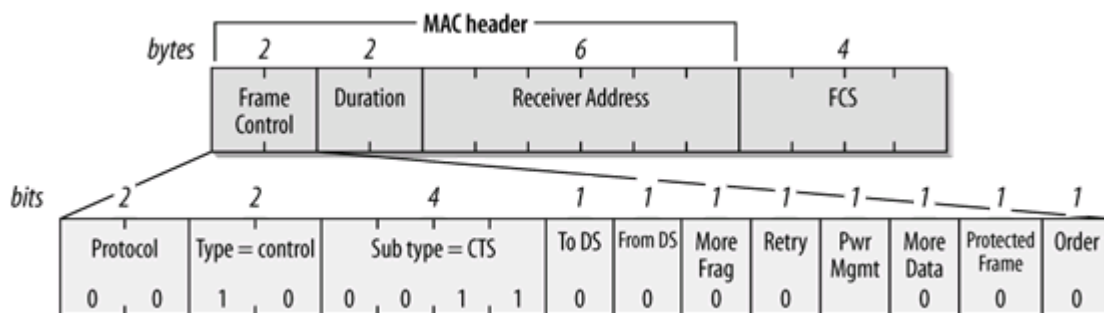 MAC header
bytes 2 2 6 4
Frame Control Duration Receiver Address FCS
bits 2 2 4 1 1 1 1 1 1 1 1
Protocol Type = control Sub type = CTS To DS From DS More Frag Retry Pwr Mgmt More Data Protected Frame Order
0 0 1 0 0 0 1 1 0 0 0 0 0 0 0